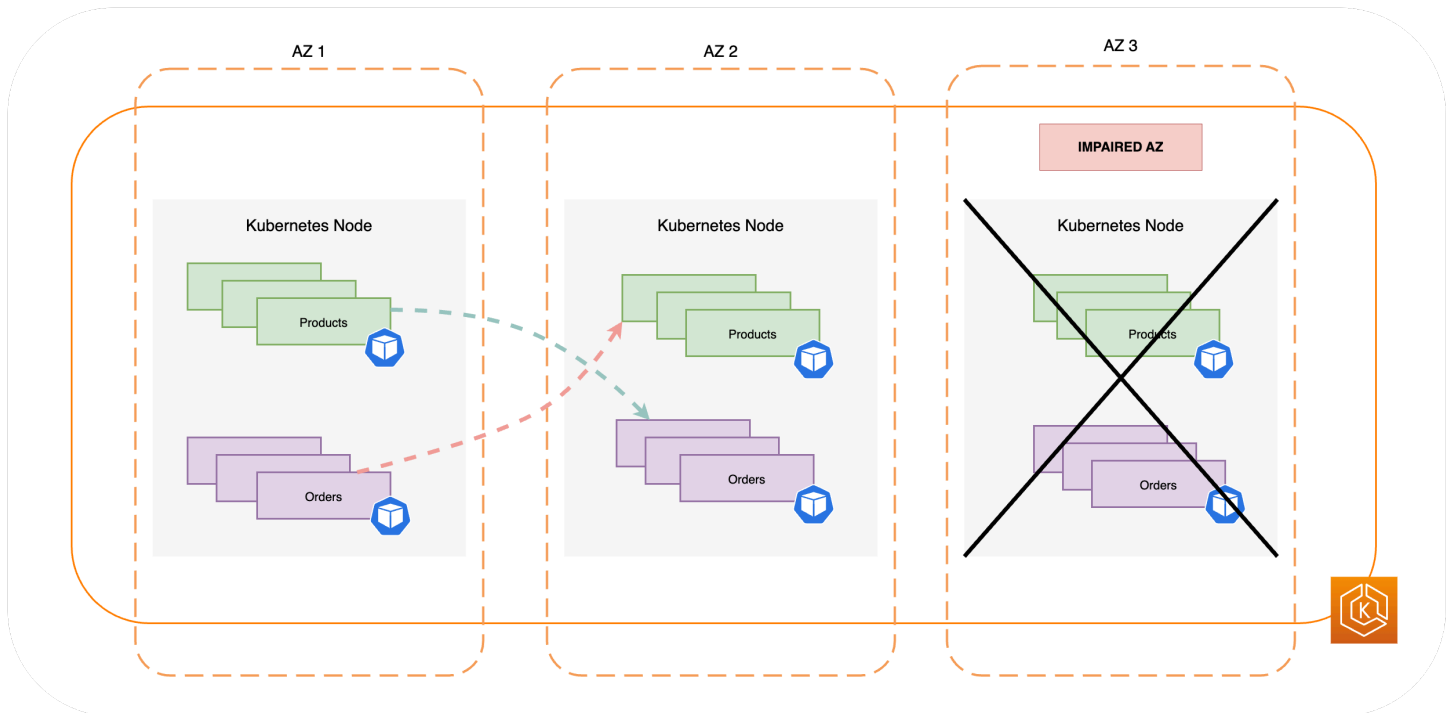 AZ 1
AZ 2
AZ 3
IMPAIRED AZ
Kubernetes Node
Kubernetes Node
Kubernetes Node
Products
Products
Products
Orders
Orders
Orders
K